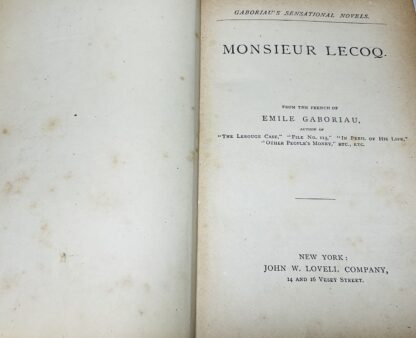 GABORIAU'S SENSATIONAL NOVELS.
MONSIEUR LECOQ.
FROM THE FRENCH OF
EMILE GABORIAU,
AUTHOR OF
"THE LEROUGE CASE," "FILE NO. 113," "IN PERIL OF HIS LIFE,"
"OTHER PEOPLE'S MONEY," ETC., ETC.
NEW YORK:
JOHN W. LOVELL COMPANY,
14 AND 16 VESEY STREET.